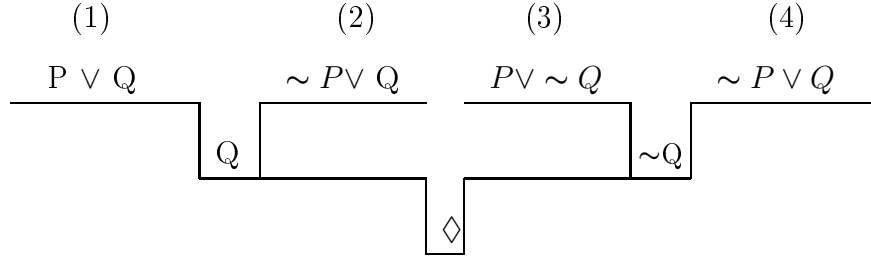 (1) (2) (3) (4)
P ∨ Q ∼ P∨ Q P∨ ∼ Q ∼ P ∨ Q
Q ∼Q
◊